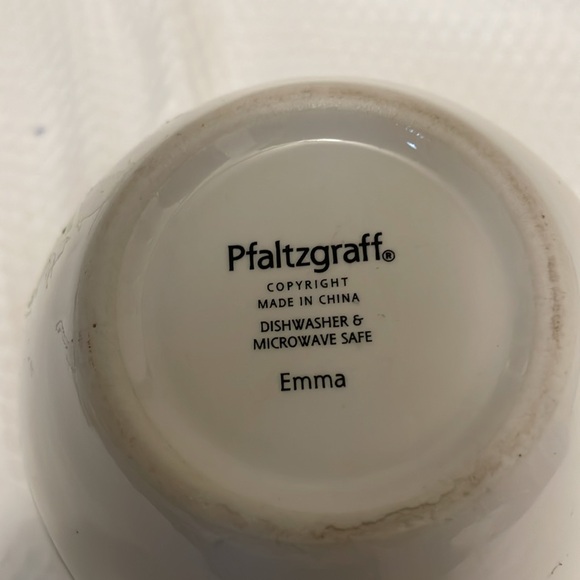 Pfaltzgraff®
COPYRIGHT
MADE IN CHINA
DISHWASHER &
MICROWAVE SAFE
Emma